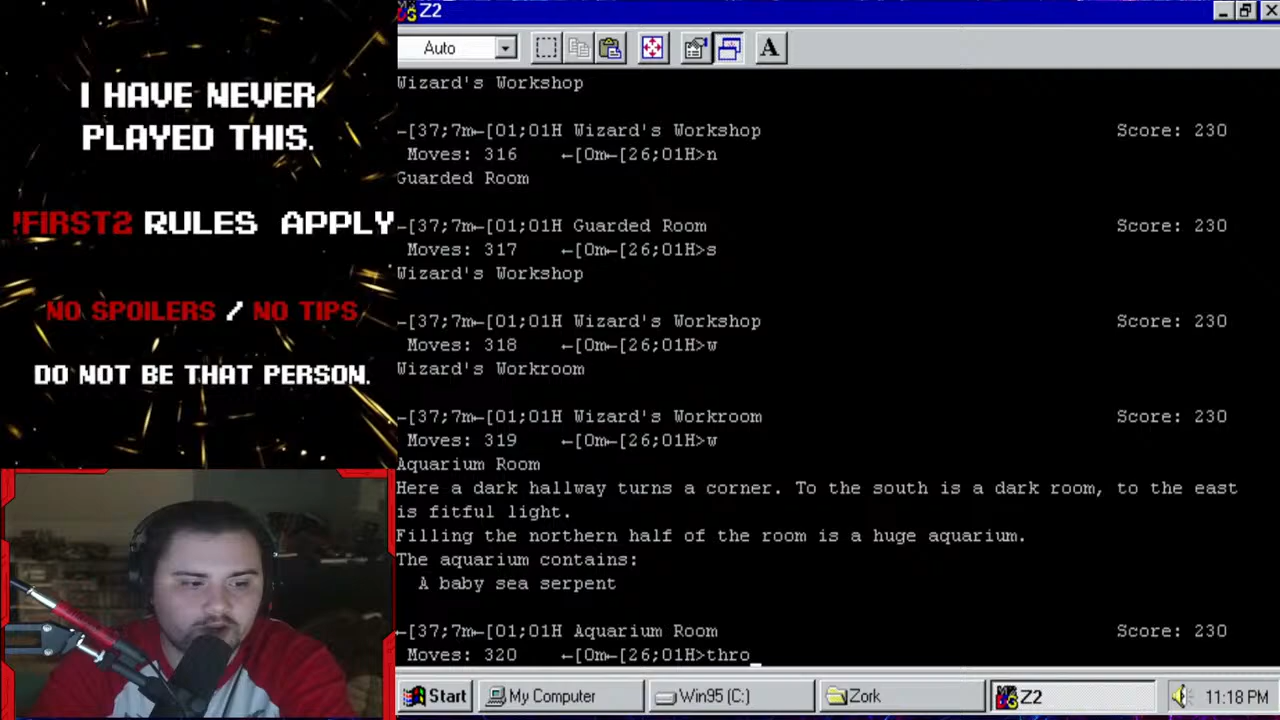 I HAVE NEVER
PLAYED THIS.
!FIRST2 RULES APPLY
NO SPOILERS / NO TIPS
DO NOT BE THAT PERSON.
Z2
Auto
A
Wizard's Workshop
←[37;7m←[01;01H Wizard's Workshop Score: 230
Moves: 316 ←[0m←[26;01H>n
Guarded Room
←[37;7m←[01;01H Guarded Room Score: 230
Moves: 317 ←[0m←[26;01H>s
Wizard's Workshop
←[37;7m←[01;01H Wizard's Workshop Score: 230
Moves: 318 ←[0m←[26;01H>w
Wizard's Workroom
←[37;7m←[01;01H Wizard's Workroom Score: 230
Moves: 319 ←[0m←[26;01H>w
Aquarium Room
Here a dark hallway turns a corner. To the south is a dark room, to the east
is fitful light.
Filling the northern half of the room is a huge aquarium.
The aquarium contains:
A baby sea serpent
←[37;7m←[01;01H Aquarium Room Score: 230
Moves: 320 ←[0m←[26;01H>thro_
Start My Computer Win95 (C:) Zork Z2 11:18 PM